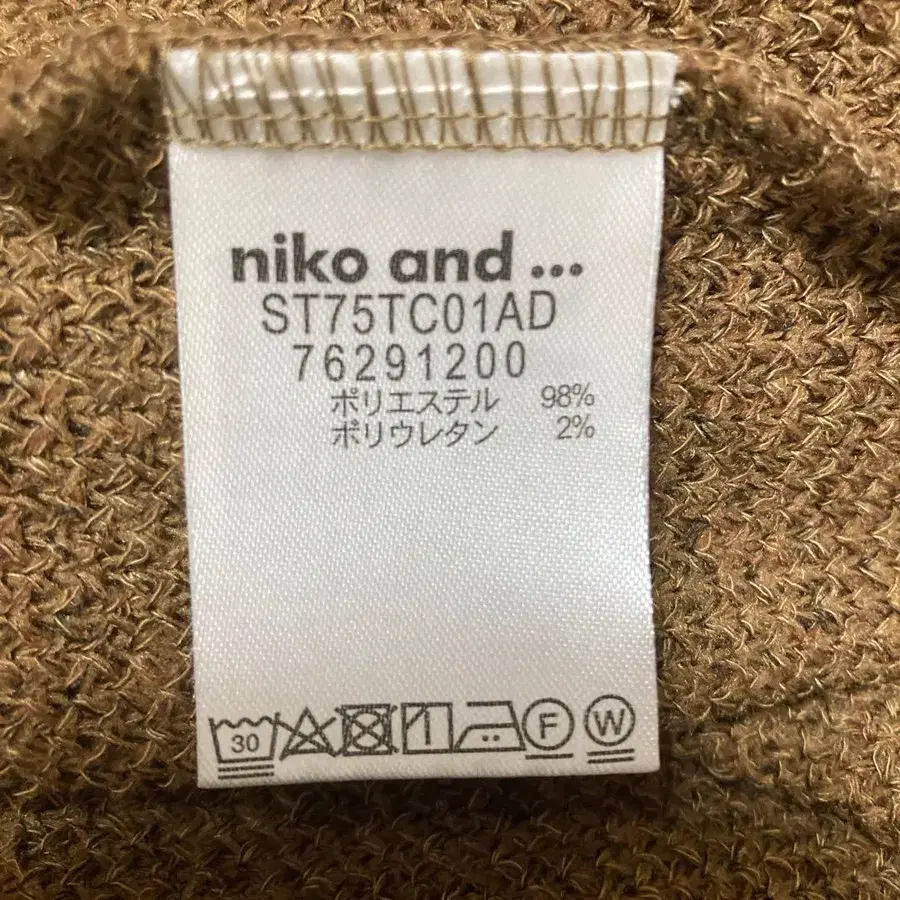 niko and ...
ST75TC01AD
76291200
ポリエステル 98%
ポリウレタン 2%
30 F W